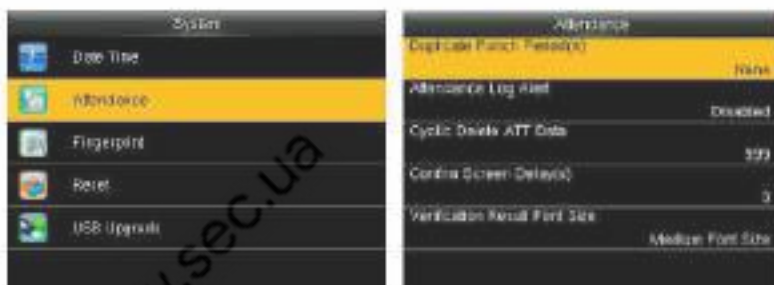 System
Date Time
Attendance
Fingerprint
Reset
USB Upgrade
.sec.ua
Attendance
Duplicate Punch Period(s)
None
Attendance Log Alert
Disabled
Cyclic Delete ATT Data
999
Confirm Screen Delay(s)
3
Verification Result Font Size
Medium Font Size